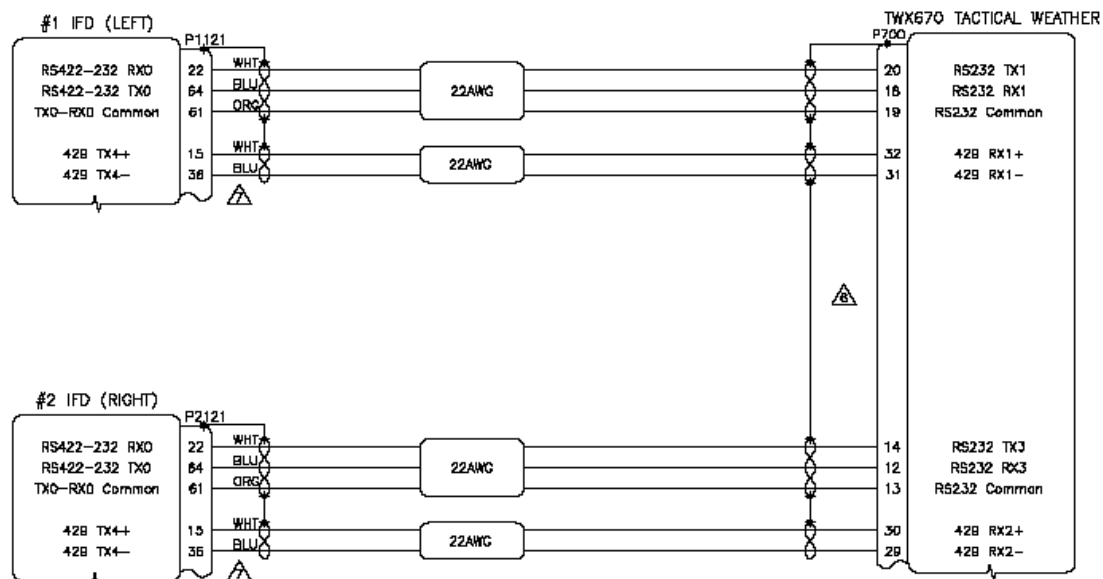 #1 IFD (LEFT)
TWX670 TACTICAL WEATHER
P1121
P700
RS422-232 RX0 22 WHT 20 RS232 TX1
RS422-232 TX0 64 BLU 22AWG 18 RS232 RX1
TX0-RX0 Common 61 ORG 19 RS232 Common
429 TX4+ 15 WHT 32 429 RX1+
429 TX4- 36 BLU 22AWG 31 429 RX1-
7
8
#2 IFD (RIGHT)
P2121
RS422-232 RX0 22 WHT 14 RS232 TX3
RS422-232 TX0 64 BLU 22AWG 12 RS232 RX3
TX0-RX0 Common 61 ORG 13 RS232 Common
429 TX4+ 15 WHT 30 429 RX2+
429 TX4- 36 BLU 22AWG 29 429 RX2-
7